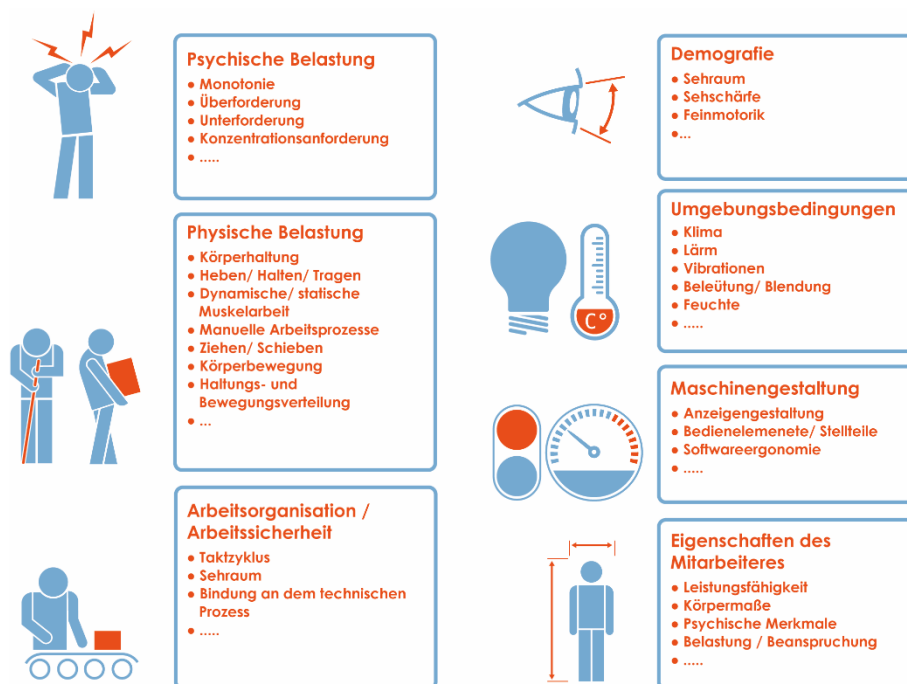 Psychische Belastung
● Monotonie
● Überforderung
● Unterforderung
● Konzentrationsanforderung
● .....
Physische Belastung
● Körperhaltung
● Heben/ Halten/ Tragen
● Dynamische/ statische
Muskelarbeit
● Manuelle Arbeitsprozesse
● Ziehen/ Schieben
● Körperbewegung
● Haltungs- und
Bewegungsverteilung
● ...
Arbeitsorganisation /
Arbeitssicherheit
● Taktzyklus
● Sehraum
● Bindung an dem technischen
Prozess
● .....
Demografie
● Sehraum
● Sehschärfe
● Feinmotorik
●...
Umgebungsbedingungen
● Klima
● Lärm
● Vibrationen
● Beleütung/ Blendung
● Feuchte
● .....
C°
Maschinengestaltung
● Anzeigengestaltung
● Bedienelemenete/ Stellteile
● Softwareergonomie
● .....
Eigenschaften des
Mitarbeiteres
● Leistungsfähigkeit
● Körpermaße
● Psychische Merkmale
● Belastung / Beanspruchung
● .....